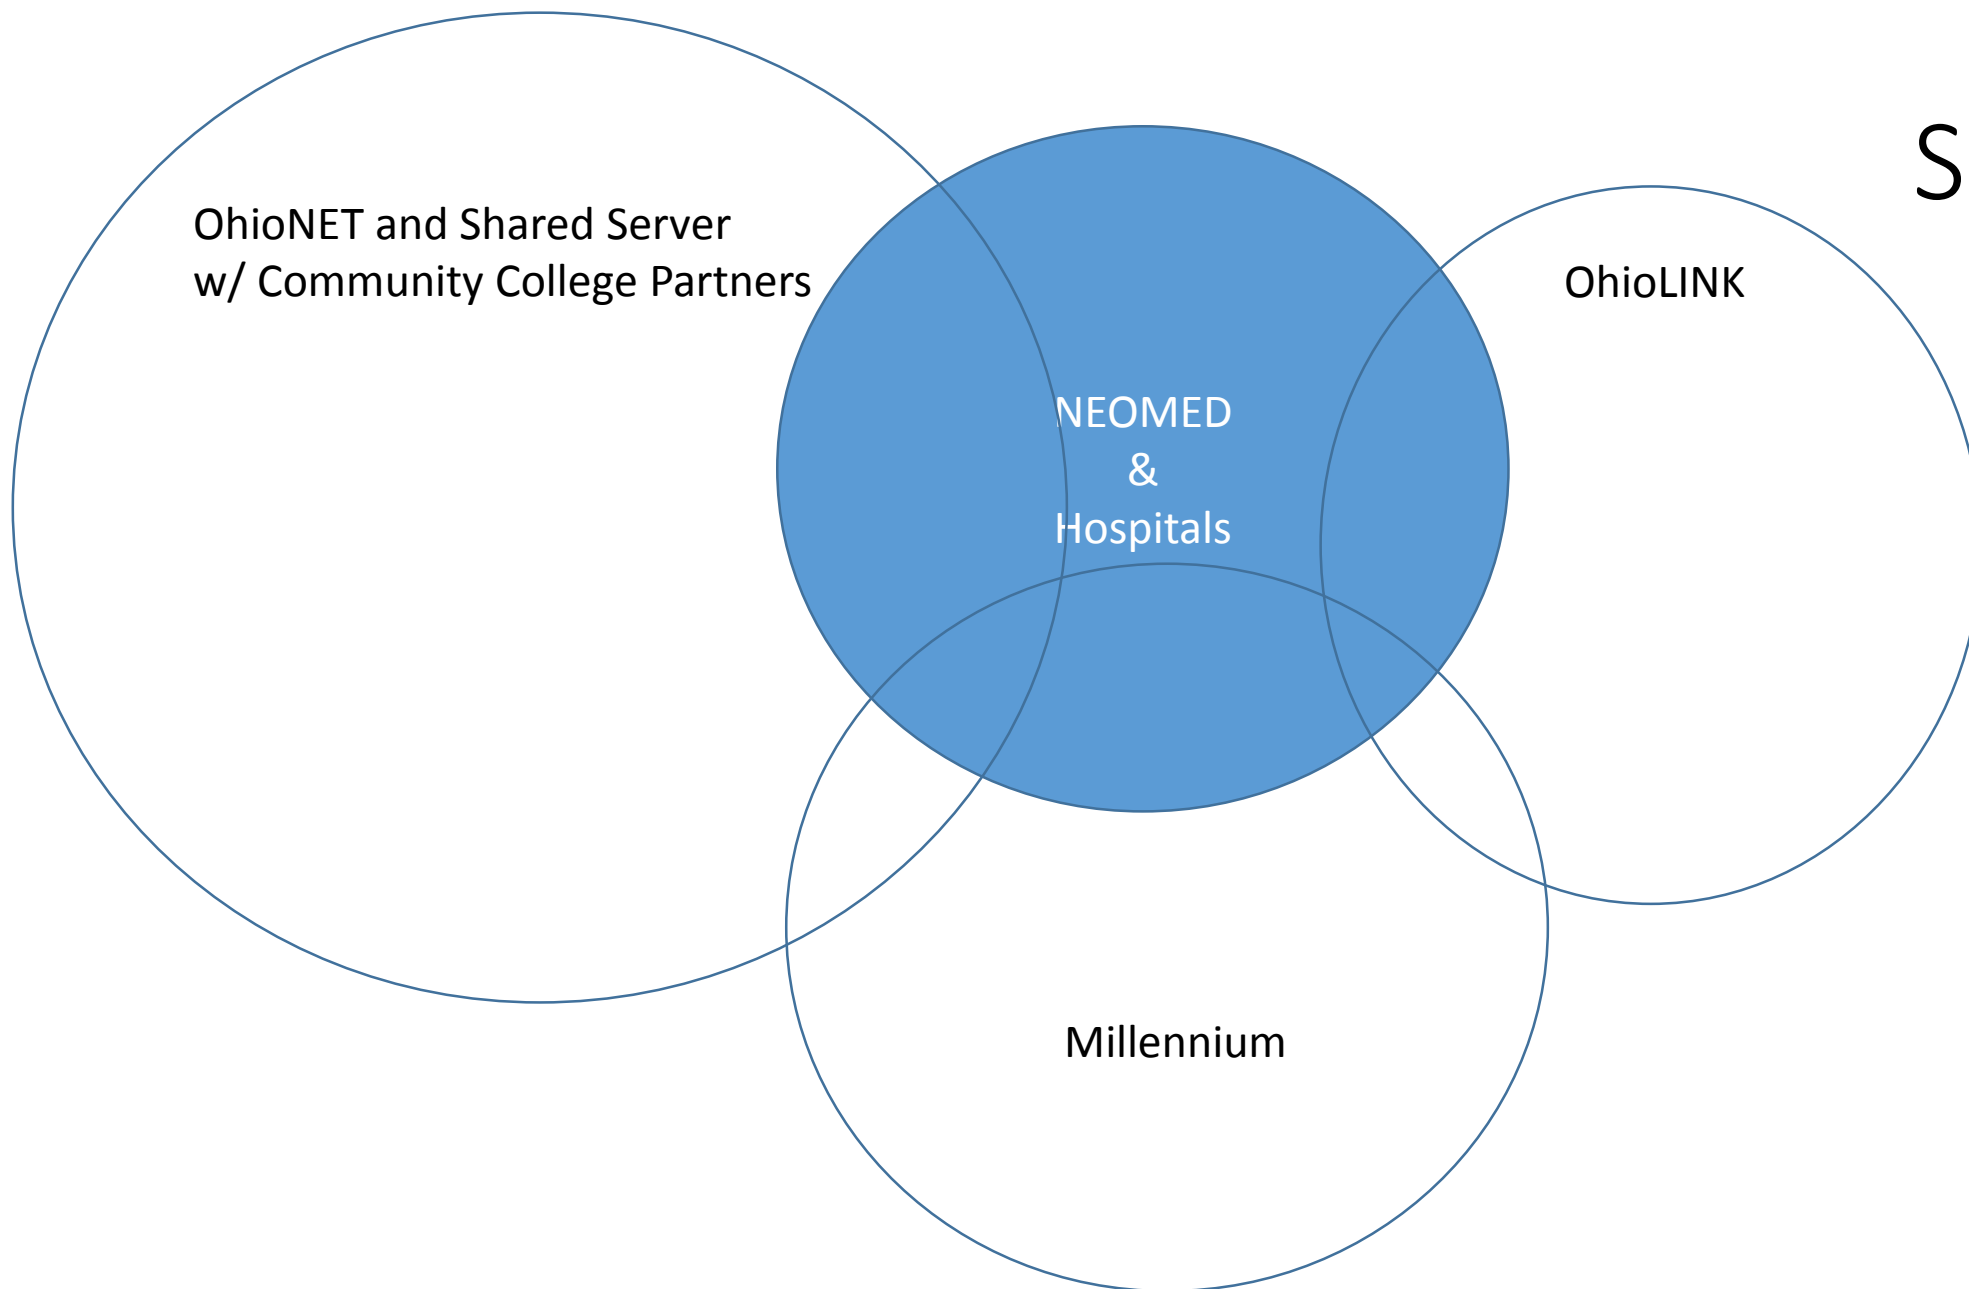 S
OhioNET and Shared Server
w/ Community College Partners
OhioLINK
NEOMED
&
Hospitals
Millennium